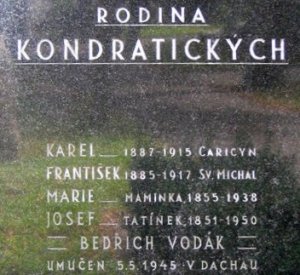 RODINA
KONDRATICKÝCH
KAREL — 1887-1915, CARICYN
FRANTIŠEK 1885-1917, SV. MICHAL
MARIE — MAMINKA, 1855-1938
JOSEF — TATÍNEK, 1851-1950
— BEDŘICH VODÁK —
UMUČEN 5.5.1945 V DACHAU